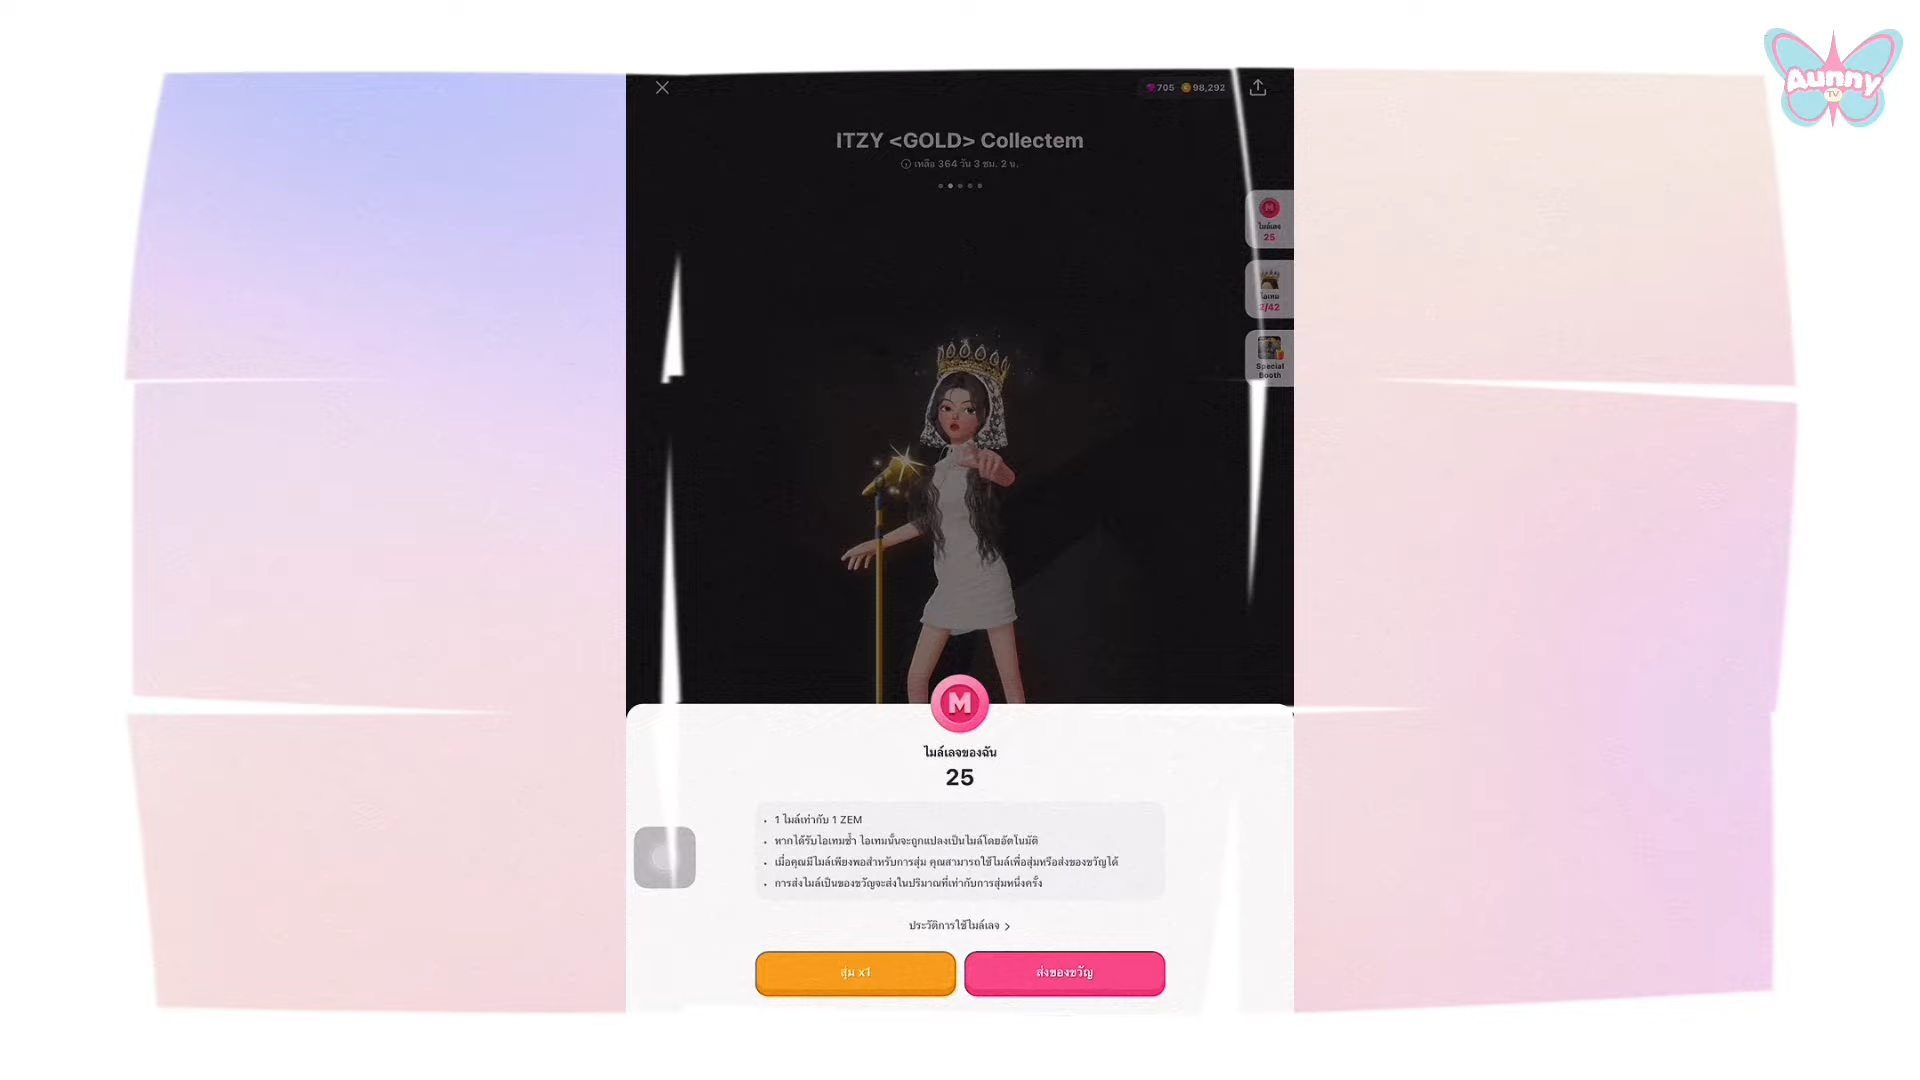 Aunny
TV
705 98,292
ITZY <GOLD> Collectem
เหลือ 364 วัน 3 ชม. 2 น.
M
ไมล์เลจ
25
ไอเทม
2/42
Special
Booth
M
ไมล์เลจของฉัน
25
• 1 ไมล์เท่ากับ 1 ZEM
• หากได้รับไอเทมซ้ำ ไอเทมนั้นจะถูกแปลงเป็นไมล์โดยอัตโนมัติ
• เมื่อคุณมีไมล์เพียงพอสำหรับการสุ่ม คุณสามารถใช้ไมล์เพื่อสุ่มหรือส่งของขวัญได้
• การส่งไมล์เป็นของขวัญจะส่งในปริมาณที่เท่ากับการสุ่มหนึ่งครั้ง
ประวัติการใช้ไมล์เลจ >
สุ่ม x1
ส่งของขวัญ